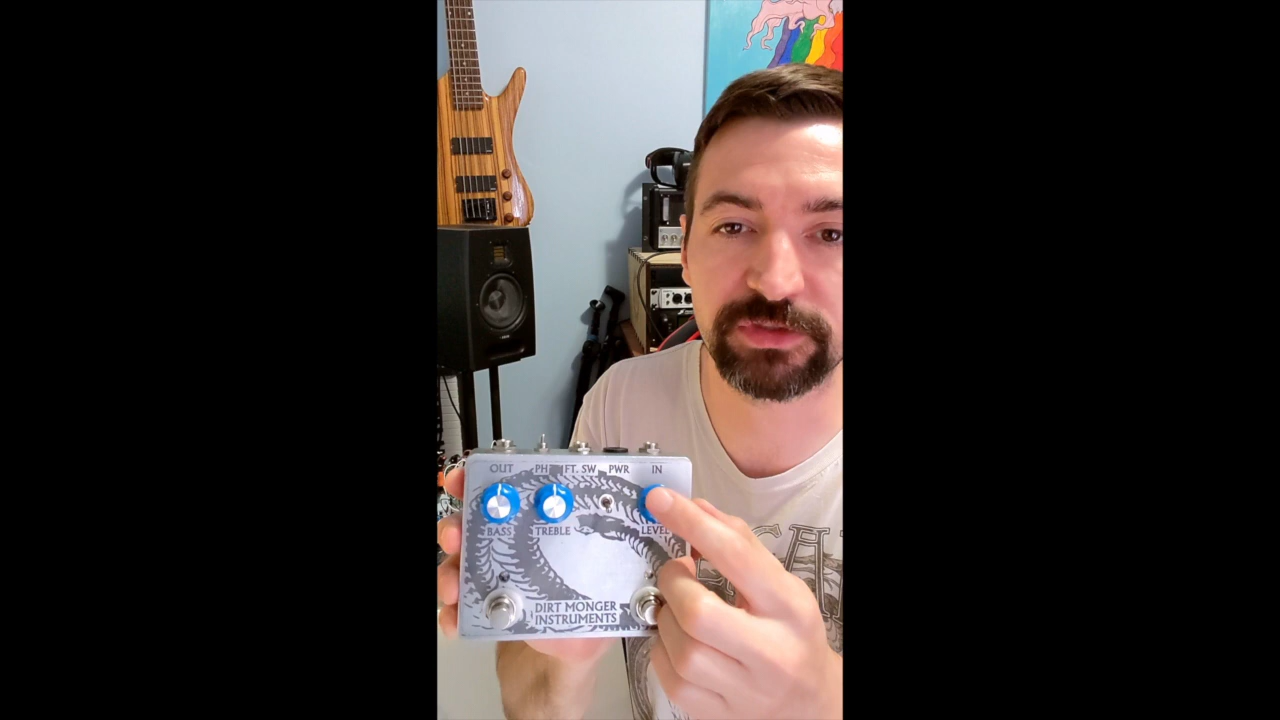 OUT PH FT. SW PWR IN
BASS TREBLE LEVEL
DIRT MONGER
INSTRUMENTS